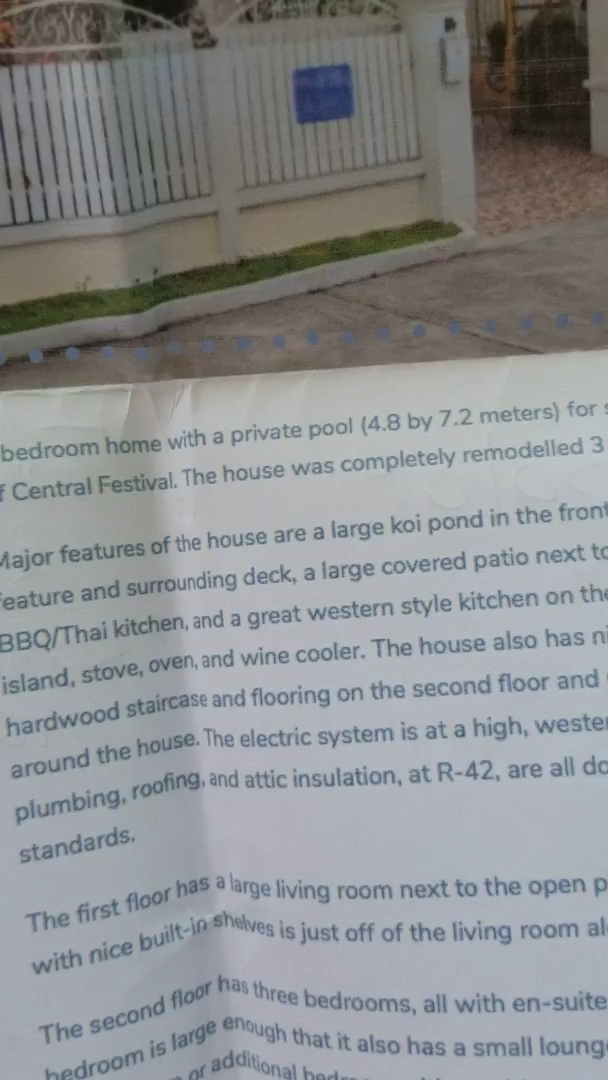 bedroom home with a private pool (4.8 by 7.2 meters) for
f Central Festival. The house was completely remodelled 3
Major features of the house are a large koi pond in the front
feature and surrounding deck, a large covered patio next to
BBQ/Thai kitchen, and a great western style kitchen on the
island, stove, oven, and wine cooler. The house also has ni
hardwood staircase and flooring on the second floor and
around the house. The electric system is at a high, wester
plumbing, roofing, and attic insulation, at R-42, are all do
standards.
The first floor has a large living room next to the open p
with nice built-in shelves is just off of the living room al
The second floor has three bedrooms, all with en-suite
bedroom is large enough that it also has a small loung
or additional